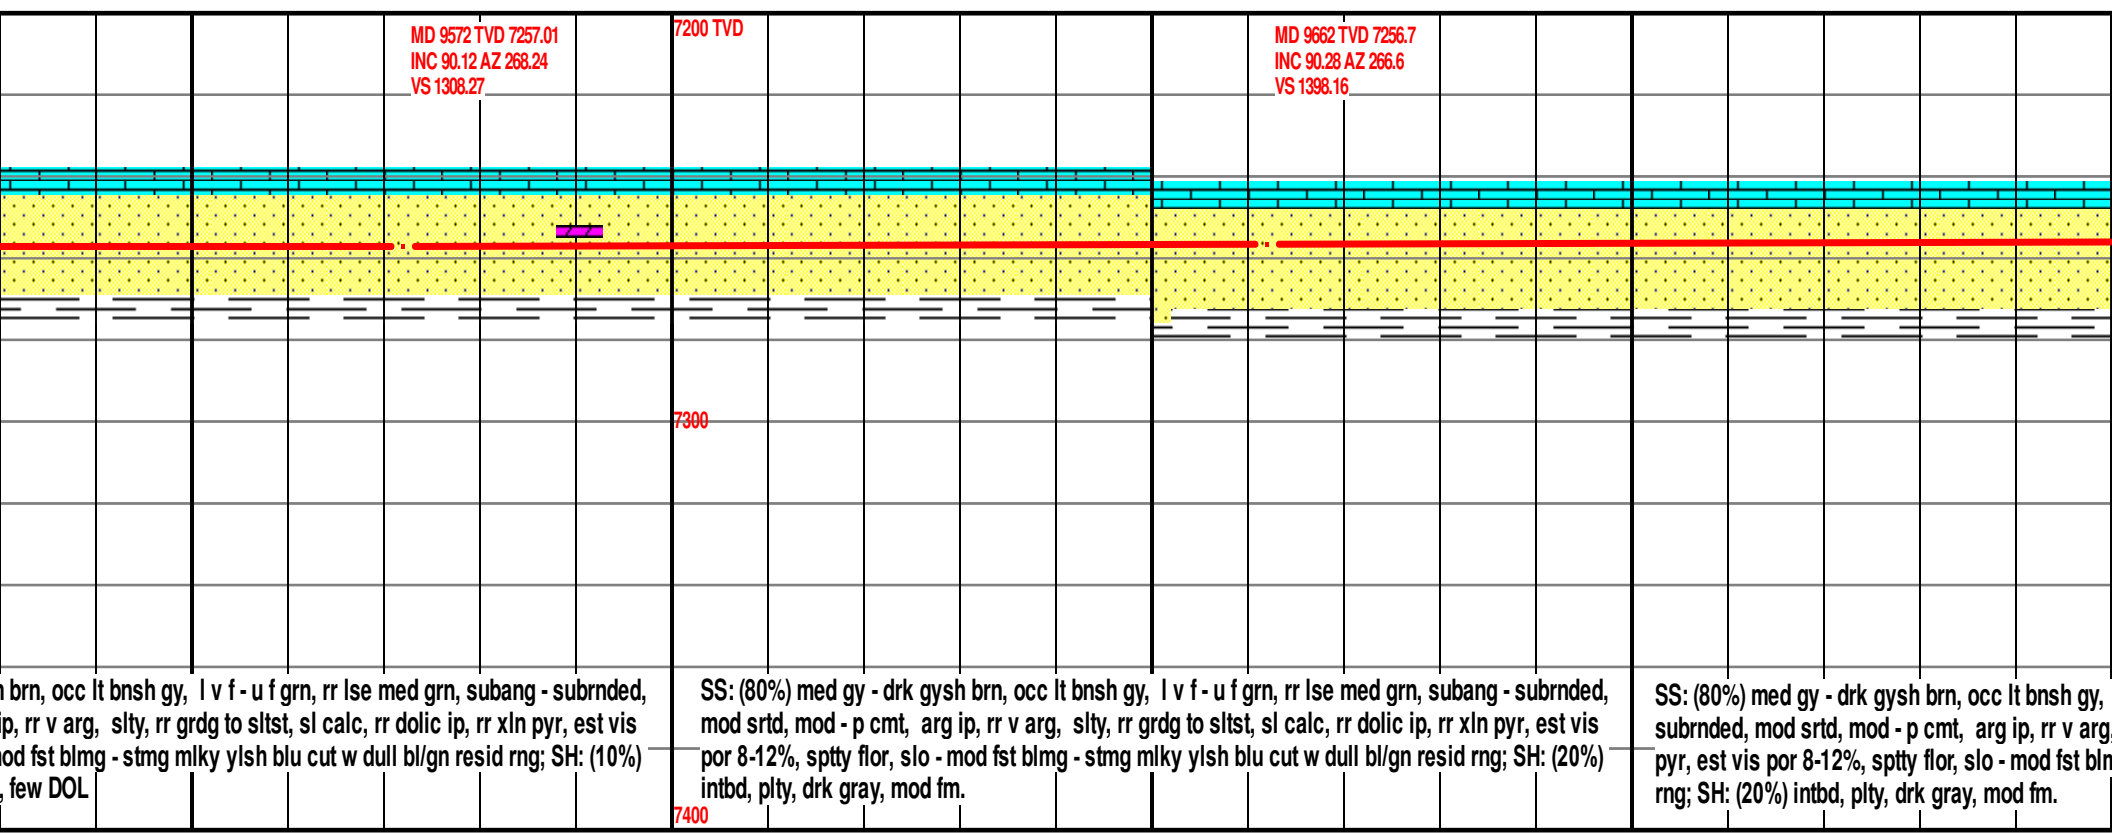 MD 9572 TVD 7257.01
INC 90.12 AZ 268.24
VS 1308.27
7200 TVD
MD 9662 TVD 7256.7
INC 90.28 AZ 266.6
VS 1398.16
7300
brn, occ lt bnsh gy, l v f - u f grn, rr lse med grn, subang - subrnded,
ip, rr v arg, slty, rr grdg to sltst, sl calc, rr dolic ip, rr xln pyr, est vis
mod fst blmg - stmg mlky ylsh blu cut w dull bl/gn resid rng; SH: (10%)
, few DOL
SS: (80%) med gy - drk gysh brn, occ lt bnsh gy, l v f - u f grn, rr lse med grn, subang - subrnded,
mod srtd, mod - p cmt, arg ip, rr v arg, slty, rr grdg to sltst, sl calc, rr dolic ip, rr xln pyr, est vis
por 8-12%, sptty flor, slo - mod fst blmg - stmg mlky ylsh blu cut w dull bl/gn resid rng; SH: (20%)
intbd, plty, drk gray, mod fm.
SS: (80%) med gy - drk gysh brn, occ lt bnsh gy,
subrnded, mod srtd, mod - p cmt, arg ip, rr v arg,
pyr, est vis por 8-12%, sptty flor, slo - mod fst
rng; SH: (20%) intbd, plty, drk gray, mod fm.
7400